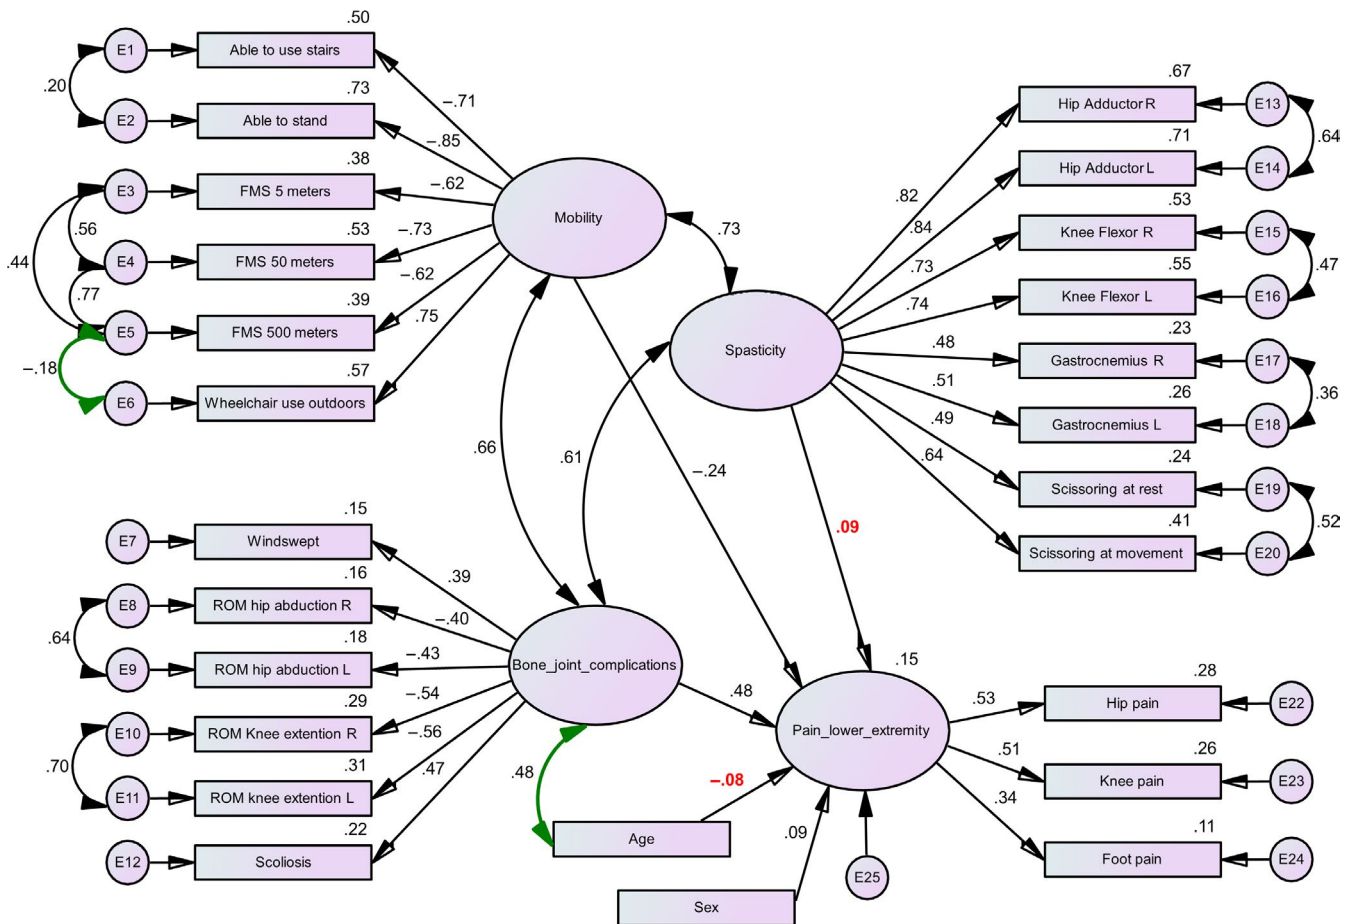 .50
E1
Able to use stairs
.20
–.71
.73
E2
Able to stand
–.85
.38
E3
FMS 5 meters
–.62
.56
.53
–.73
E4
FMS 50 meters
.44
–.62
.77
.39
.75
E5
FMS 500 meters
–.18
.57
E6
Wheelchair use outdoors
Mobility
.73
Spasticity
.67
Hip Adductor R
E13
.64
.82
.71
Hip Adductor L
E14
.84
.53
Knee Flexor R
E15
.73
.47
.55
Knee Flexor L
E16
.74
.23
.48
Gastrocnemius R
E17
.36
.51
.26
Gastrocnemius L
E18
.49
.24
.64
Scissoring at rest
E19
.52
.41
Scissoring at movement
E20
.66
.61
–.24
.09
.15
E7
Windswept
.39
.16
E8
ROM hip abduction R
–.40
.64
.18
E9
ROM hip abduction L
–.43
–.54
.29
E10
ROM Knee extention R
–.56
.70
.31
.47
E11
ROM knee extention L
.22
E12
Scoliosis
Bone_joint_complications
.48
.48
–.08
Age
.09
Sex
E25
.15
Pain_lower_extremity
.28
.53
Hip pain
E22
.51
.26
Knee pain
E23
.34
.11
Foot pain
E24